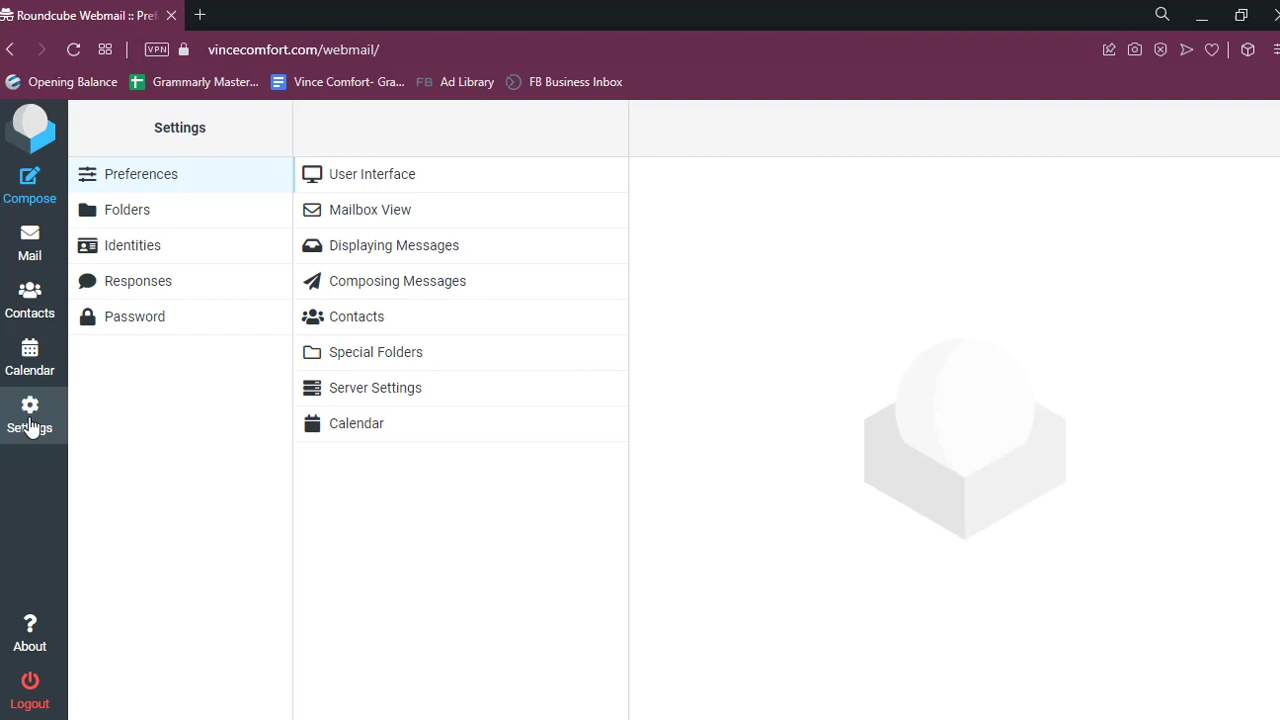 Roundcube Webmail :: Pref
VPN
vincecomfort.com/webmail/
Opening Balance
Grammarly Master...
Vince Comfort- Gra...
FB Ad Library
FB Business Inbox
Compose
Mail
Contacts
Calendar
Settings
About
Logout
Settings
Preferences
Folders
Identities
Responses
Password
User Interface
Mailbox View
Displaying Messages
Composing Messages
Contacts
Special Folders
Server Settings
Calendar